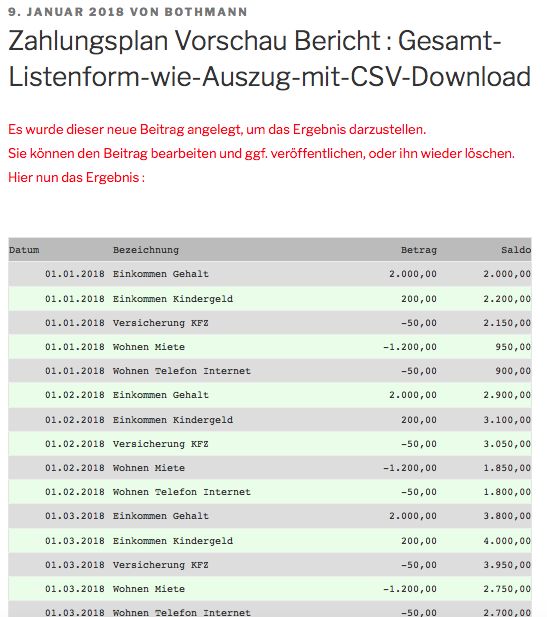 9. JANUAR 2018 VON BOTHMANN
Zahlungsplan Vorschau Bericht : Gesamt-
Listenform-wie-Auszug-mit-CSV-Download
Es wurde dieser neue Beitrag angelegt, um das Ergebnis darzustellen.
Sie können den Beitrag bearbeiten und ggf. veröffentlichen, oder ihn wieder löschen.
Hier nun das Ergebnis :
Datum Bezeichnung Betrag Saldo
01.01.2018 Einkommen Gehalt 2.000,00 2.000,00
01.01.2018 Einkommen Kindergeld 200,00 2.200,00
01.01.2018 Versicherung KFZ -50,00 2.150,00
01.01.2018 Wohnen Miete -1.200,00 950,00
01.01.2018 Wohnen Telefon Internet -50,00 900,00
01.02.2018 Einkommen Gehalt 2.000,00 2.900,00
01.02.2018 Einkommen Kindergeld 200,00 3.100,00
01.02.2018 Versicherung KFZ -50,00 3.050,00
01.02.2018 Wohnen Miete -1.200,00 1.850,00
01.02.2018 Wohnen Telefon Internet -50,00 1.800,00
01.03.2018 Einkommen Gehalt 2.000,00 3.800,00
01.03.2018 Einkommen Kindergeld 200,00 4.000,00
01.03.2018 Versicherung KFZ -50,00 3.950,00
01.03.2018 Wohnen Miete -1.200,00 2.750,00
01.03.2018 Wohnen Telefon Internet -50,00 2.700,00